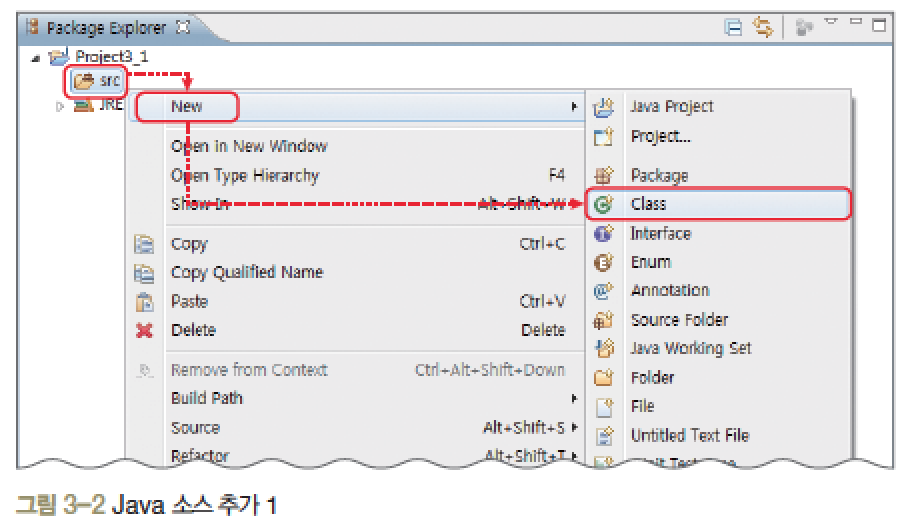 Package Explorer
Project3_1
src
JRE
New
Open in New Window
Open Type Hierarchy F4
Show In Alt+Shift+W
Copy Ctrl+C
Copy Qualified Name
Paste Ctrl+V
Delete Delete
Remove from Context Ctrl+Alt+Shift+Down
Build Path
Source Alt+Shift+S
Refactor Alt+Shift+T
Java Project
Project...
Package
Class
Interface
Enum
Annotation
Source Folder
Java Working Set
Folder
File
Untitled Text File
그림 3-2 Java 소스 추가 1